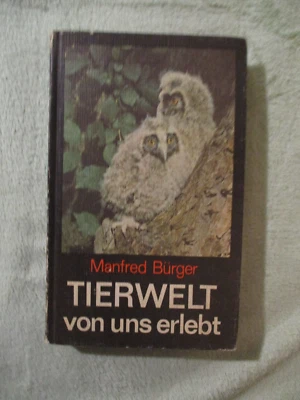 Manfred Bürger
TIERWELT
von uns erlebt